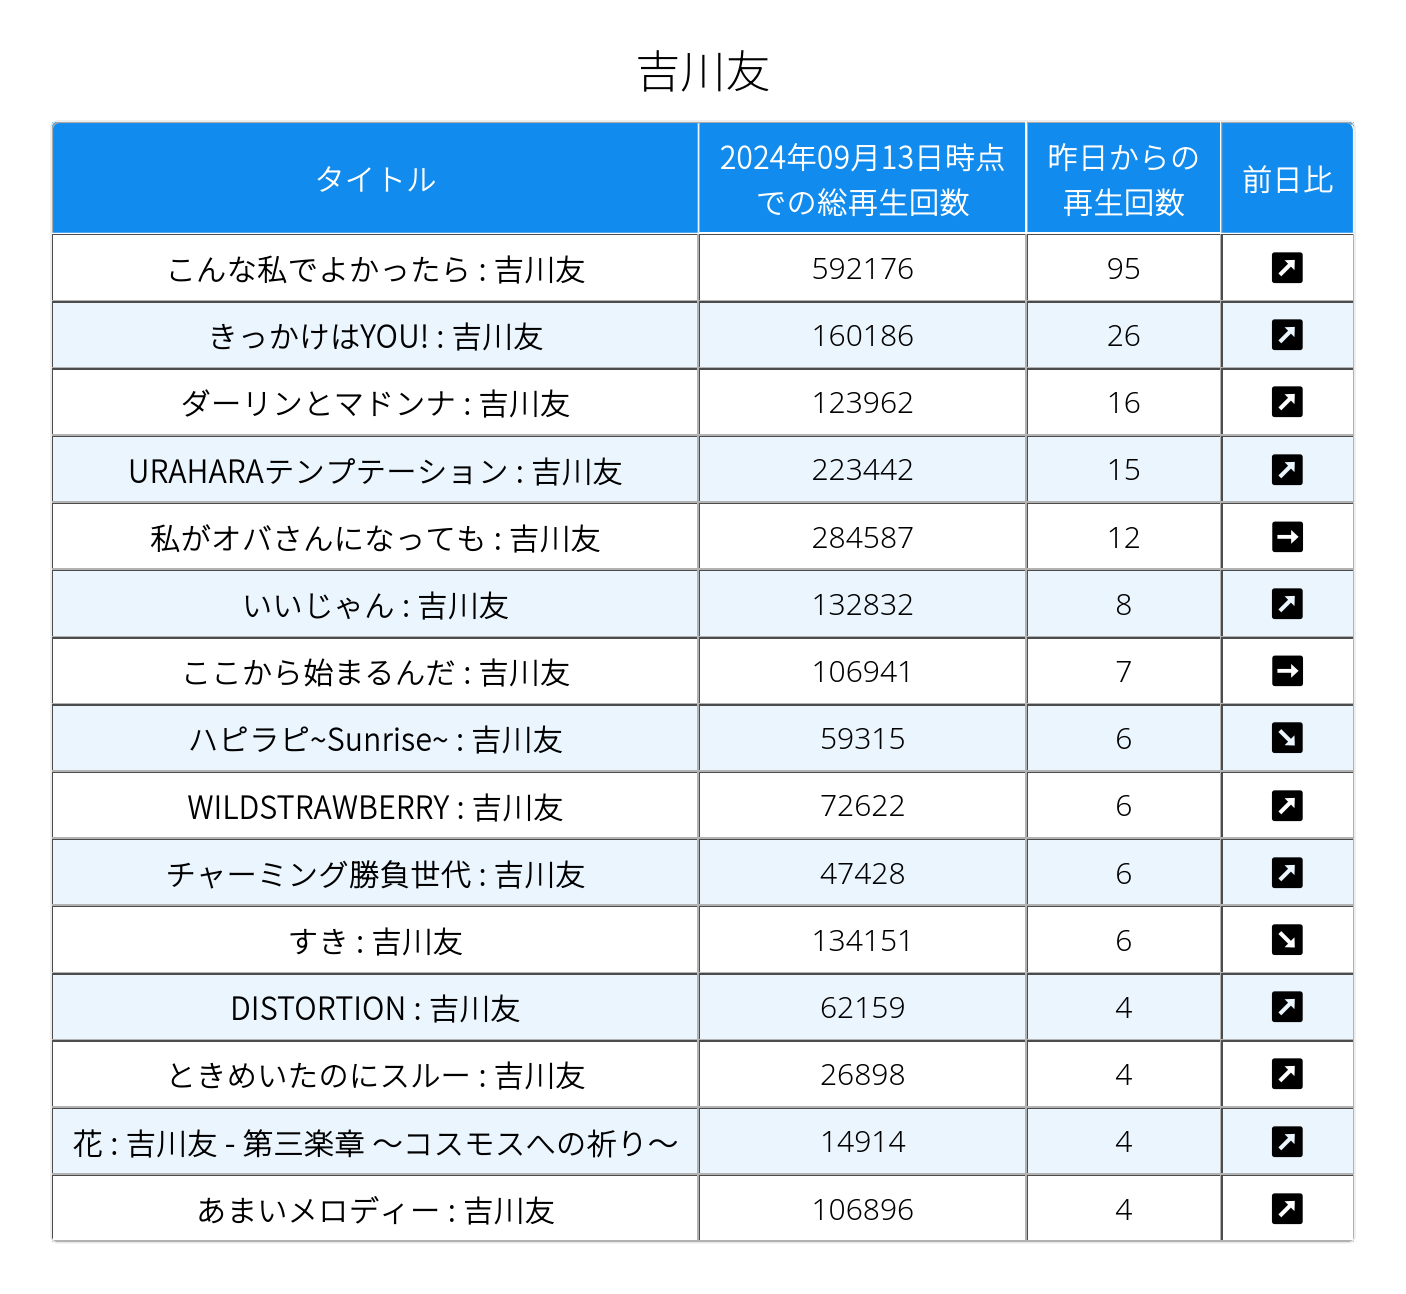 吉川友
タイトル
2024年09月13日時点
での総再生回数
昨日からの
再生回数
前日比
こんな私でよかったら : 吉川友 592176 95 ↗
きっかけはYOU! : 吉川友 160186 26 ↗
ダーリンとマドンナ : 吉川友 123962 16 ↗
URAHARAテンプテーション : 吉川友 223442 15 ↗
私がオバさんになっても : 吉川友 284587 12 →
いいじゃん : 吉川友 132832 8 ↗
ここから始まるんだ : 吉川友 106941 7 →
ハピラピ~Sunrise~ : 吉川友 59315 6 ↘
WILDSTRAWBERRY : 吉川友 72622 6 ↗
チャーミング勝負世代 : 吉川友 47428 6 ↗
すき : 吉川友 134151 6 ↘
DISTORTION : 吉川友 62159 4 ↗
ときめいたのにスルー : 吉川友 26898 4 ↗
花 : 吉川友 - 第三楽章 〜コスモスへの祈り〜 14914 4 ↗
あまいメロディー : 吉川友 106896 4 ↗